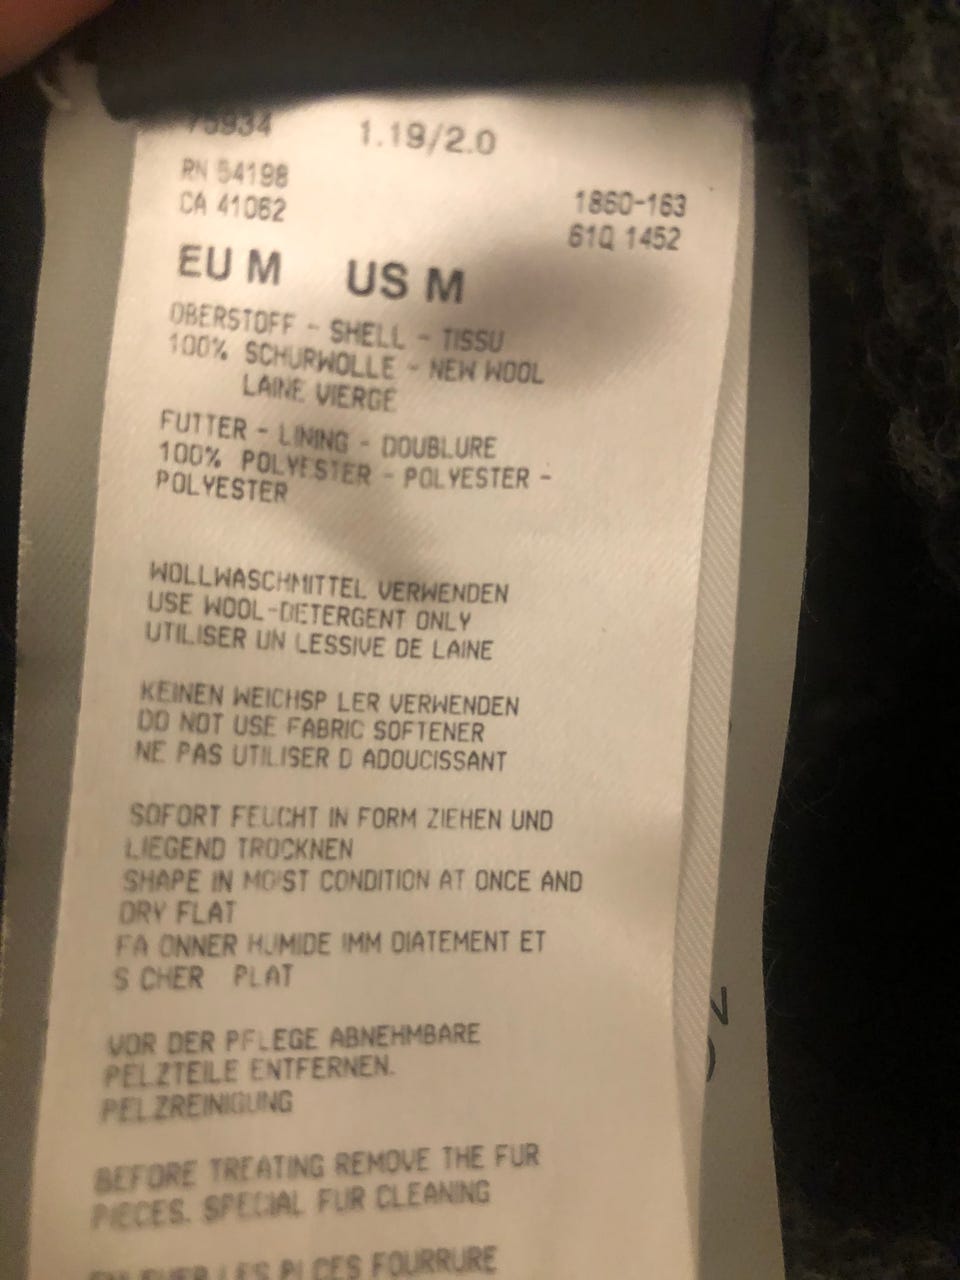 75934 1.19/2.0
RN 54198
CA 41062
1860-163
61Q 1452
EU M US M
OBERSTOFF - SHELL - TISSU
100% SCHURWOLLE - NEW WOOL
LAINE VIERGE
FUTTER - LINING - DOUBLURE
100% POLYESTER - POLYESTER -
POLYESTER
WOLLWASCHMITTEL VERWENDEN
USE WOOL-DETERGENT ONLY
UTILISER UN LESSIVE DE LAINE
KEINEN WEICHSP LER VERWENDEN
DO NOT USE FABRIC SOFTENER
NE PAS UTILISER D ADOUCISSANT
SOFORT FEUCHT IN FORM ZIEHEN UND
LIEGEND TROCKNEN
SHAPE IN MOIST CONDITION AT ONCE AND
DRY FLAT
FA ONNER HUMIDE IMM DIATEMENT ET
S CHER PLAT
VOR DER PFLEGE ABNEHMBARE
PELZTEILE ENTFERNEN.
PELZREINIGUNG
BEFORE TREATING REMOVE THE FUR
PIECES. SPECIAL FUR CLEANING
LES PI CES FOURRURE